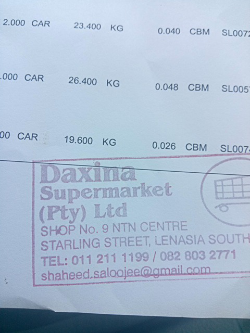 2.000 CAR 23.400 KG 0.040 CBM SL0072
.000 CAR 26.400 KG 0.048 CBM SL005
00 CAR 19.600 KG 0.026 CBM SL0074
Daxina
Supermarket
(Pty) Ltd
SHOP No. 9 NTN CENTRE
STARLING STREET, LENASIA SOUTH
TEL: 011 211 1199 / 082 803 2771
shaheed.saloojee@gmail.com